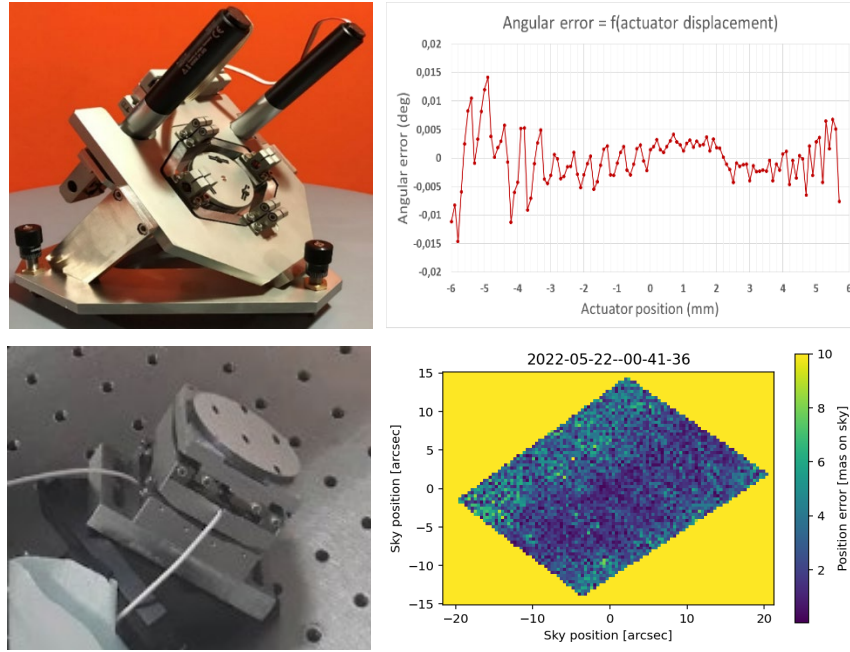 Angular error = f(actuator displacement)
Angular error (deg)
0,02
0,015
0,01
0,005
0
-0,005
-0,01
-0,015
-0,02
-6 -5 -4 -3 -2 -1 0 1 2 3 4 5 6
Actuator position (mm)
2022-05-22--00-41-36
Sky position [arcsec]
15
10
5
0
−5
−10
−15
−20 −10 0 10 20
Sky position [arcsec]
10
8
6
4
2
Position error [mas on sky]